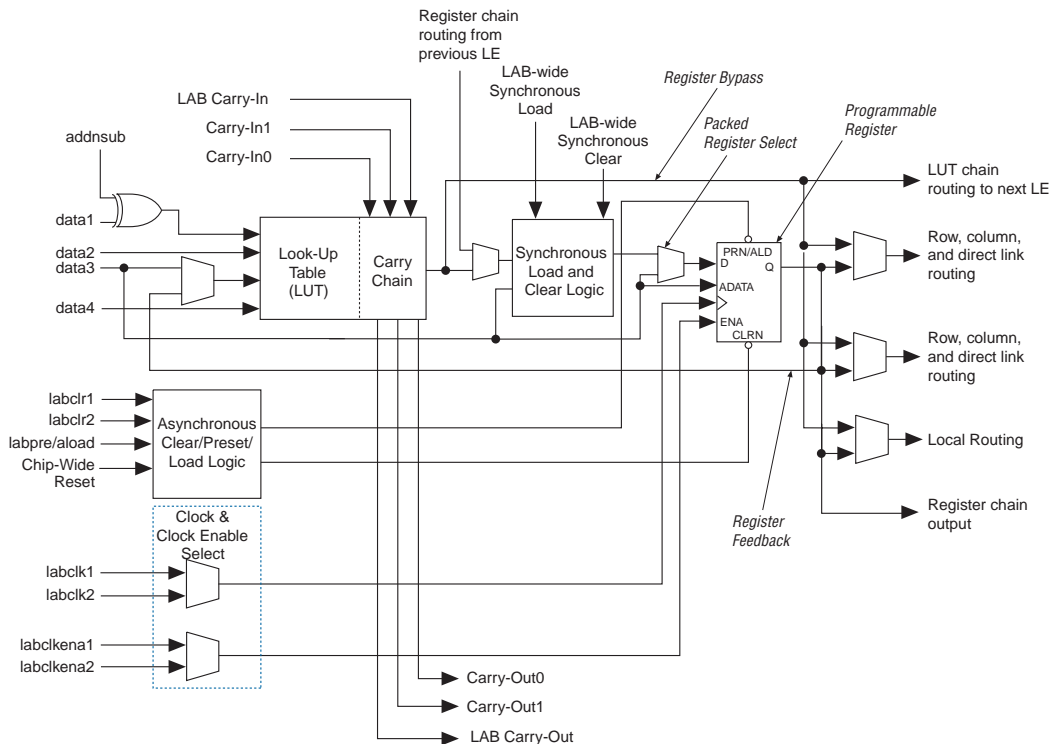 Register chain
routing from
previous LE
LAB-wide
Synchronous
Load
Register Bypass
LAB Carry-In
Programmable
Register
Packed
Register Select
LAB-wide
Synchronous
Clear
Carry-In1
addnsub
Carry-In0
LUT chain
routing to next LE
data1
data2
data3
data4
Look-Up
Table
(LUT)
Carry
Chain
Synchronous
Load and
Clear Logic
PRN/ALD
D
Q
ADATA
ENA
CLRN
Row, column,
and direct link
routing
Row, column,
and direct link
routing
labclr1
labclr2
labpre/aload
Chip-Wide
Reset
Asynchronous
Clear/Preset/
Load Logic
Local Routing
Register chain
output
Register
Feedback
Clock &
Clock Enable
Select
labclk1
labclk2
labclkena1
labclkena2
Carry-Out0
Carry-Out1
LAB Carry-Out